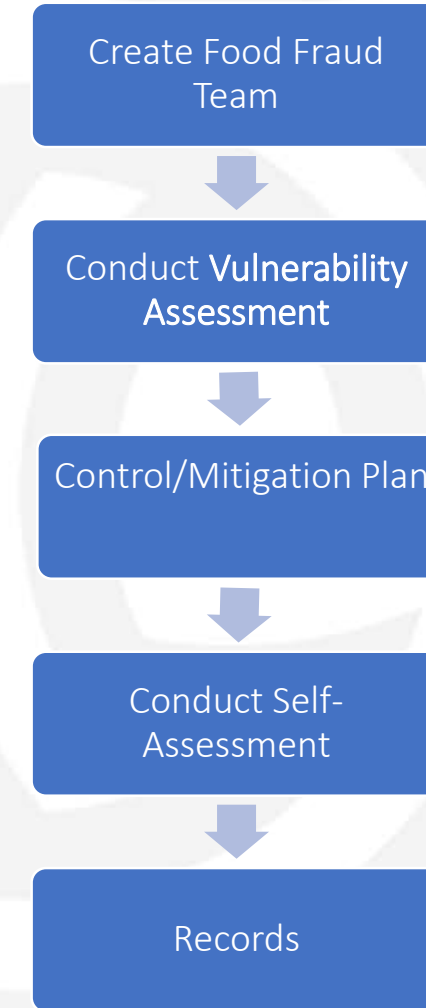 Create Food Fraud
Team
Conduct Vulnerability
Assessment
Control/Mitigation Plan
Conduct Self-
Assessment
Records